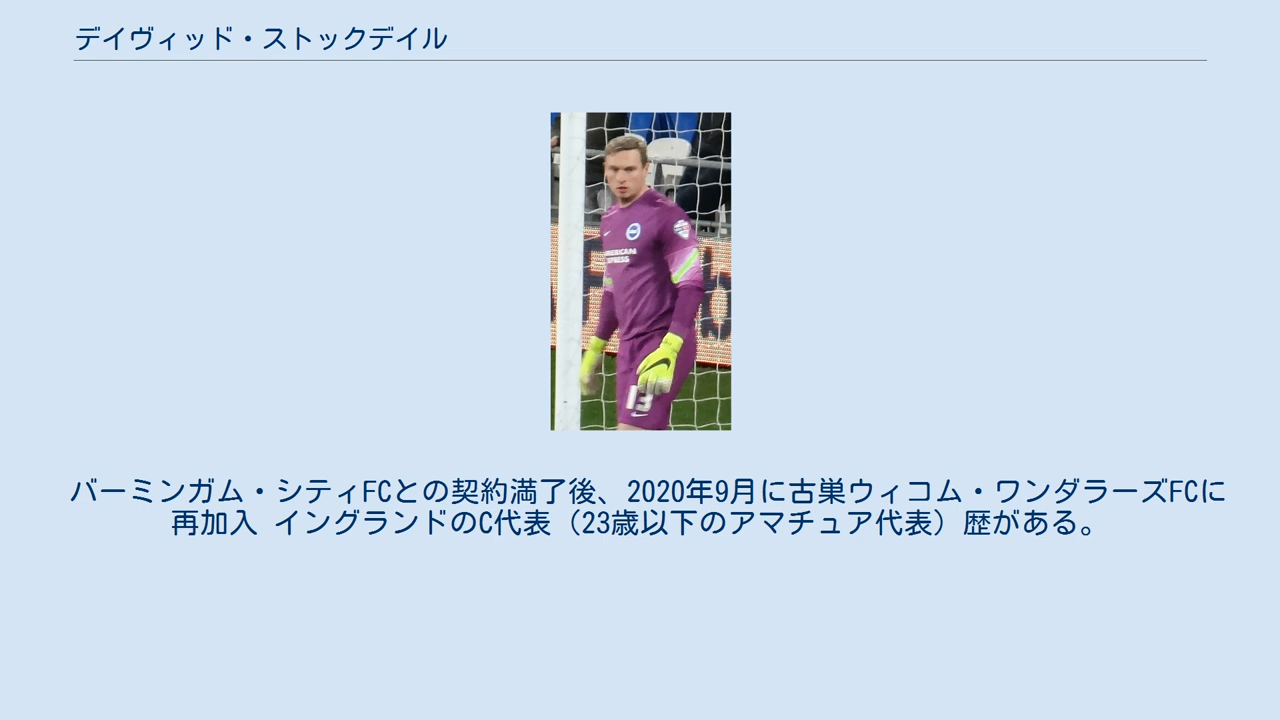 デイヴィッド・ストックデイル
AMERICAN
EXPRESS
13
バーミンガム・シティFCとの契約満了後、2020年9月に古巣ウィコム・ワンダラーズFCに
再加入 イングランドのC代表（23歳以下のアマチュア代表）歴がある。